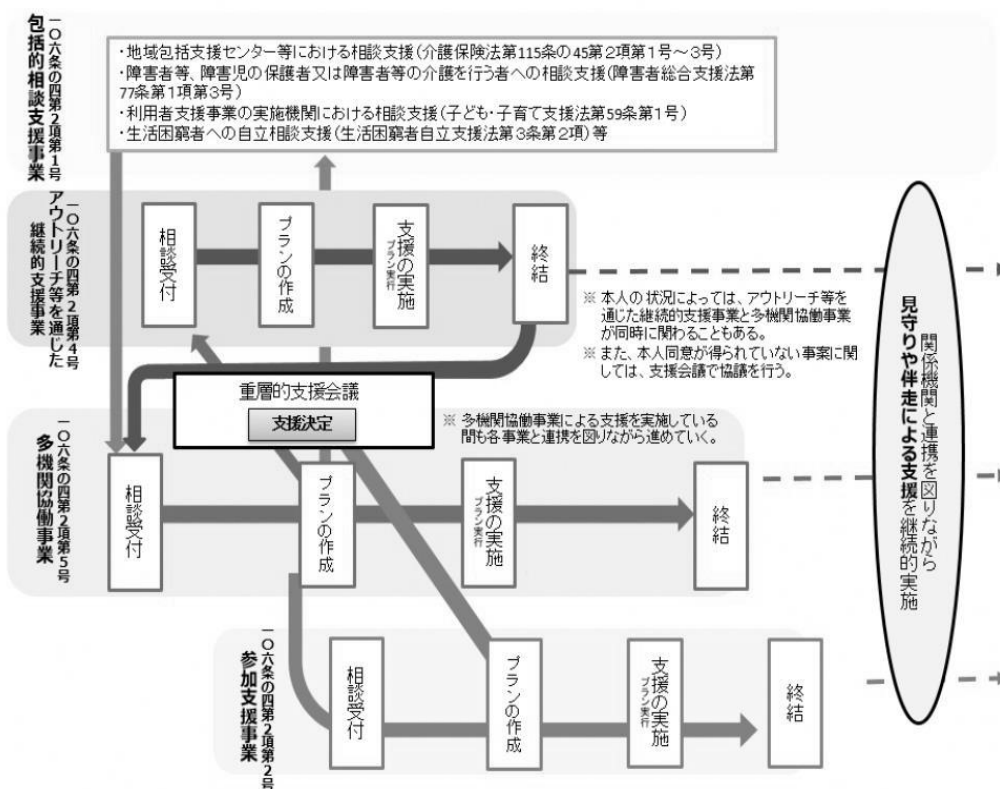 一〇六条の四第2項第1号
包括的相談支援事業
・地域包括支援センター等における相談支援(介護保険法第115条の45第2項第1号～3号)
・障害者等、障害児の保護者又は障害者等の介護を行う者への相談支援(障害者総合支援法第
77条第1項第3号)
・利用者支援事業の実施機関における相談支援(子ども・子育て支援法第59条第1号)
・生活困窮者への自立相談支援(生活困窮者自立支援法第3条第2項)等
一〇六条の四第2項第4号
アウトリーチ等を通じた
継続的支援事業
相談受付
プランの作成
支援の実施
プラン実行
終結
※ 本人の状況によっては、アウトリーチ等を
通じた継続的支援事業と多機関協働事業
が同時に関わることもある。
※ また、本人同意が得られていない事案に関
しては、支援会議で協議を行う。
重層的支援会議
支援決定
※ 多機関協働事業による支援を実施している
間も各事業と連携を図りながら進めていく。
一〇六条の四第2項第5号
多機関協働事業
相談受付
プランの作成
支援の実施
プラン実行
終結
一〇六条の四第2項第2号
参加支援事業
相談受付
プランの作成
支援の実施
プラン実行
終結
関係機関と連携を図りながら
見守りや伴走による支援を継続的実施